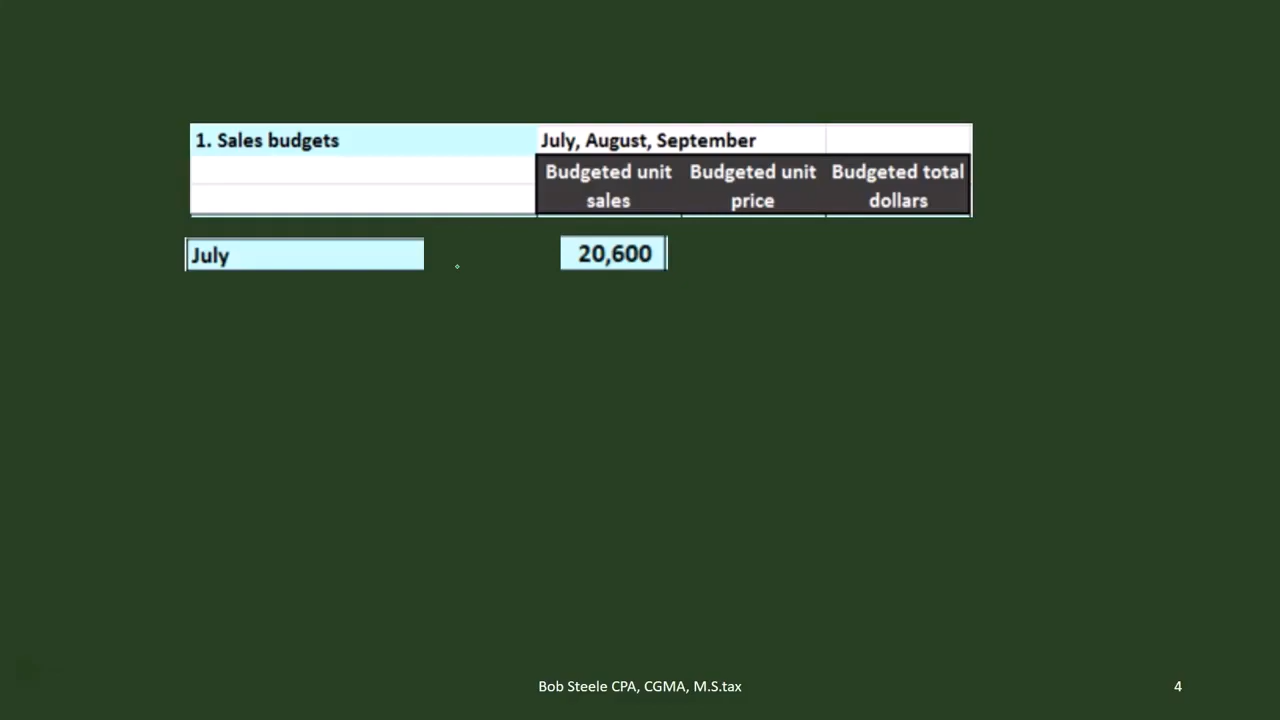 1. Sales budgets July, August, September
Budgeted unit sales Budgeted unit price Budgeted total dollars
July 20,600
Bob Steele CPA, CGMA, M.S.tax 4